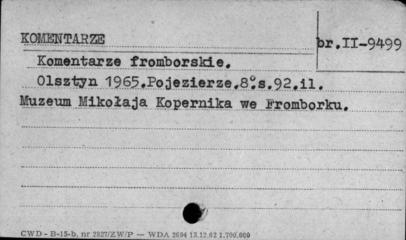 KOMENTARZE
br.II-9499
Komentarze fromborskie.
Olsztyn 1965.Pojezierze.8°.s.92.il.
Muzeum Mikołaja Kopernika we Fromborku.
CWD - B-15-b, nr 2827/ZW/P — WDA 2694 13.12.62 1.700.000